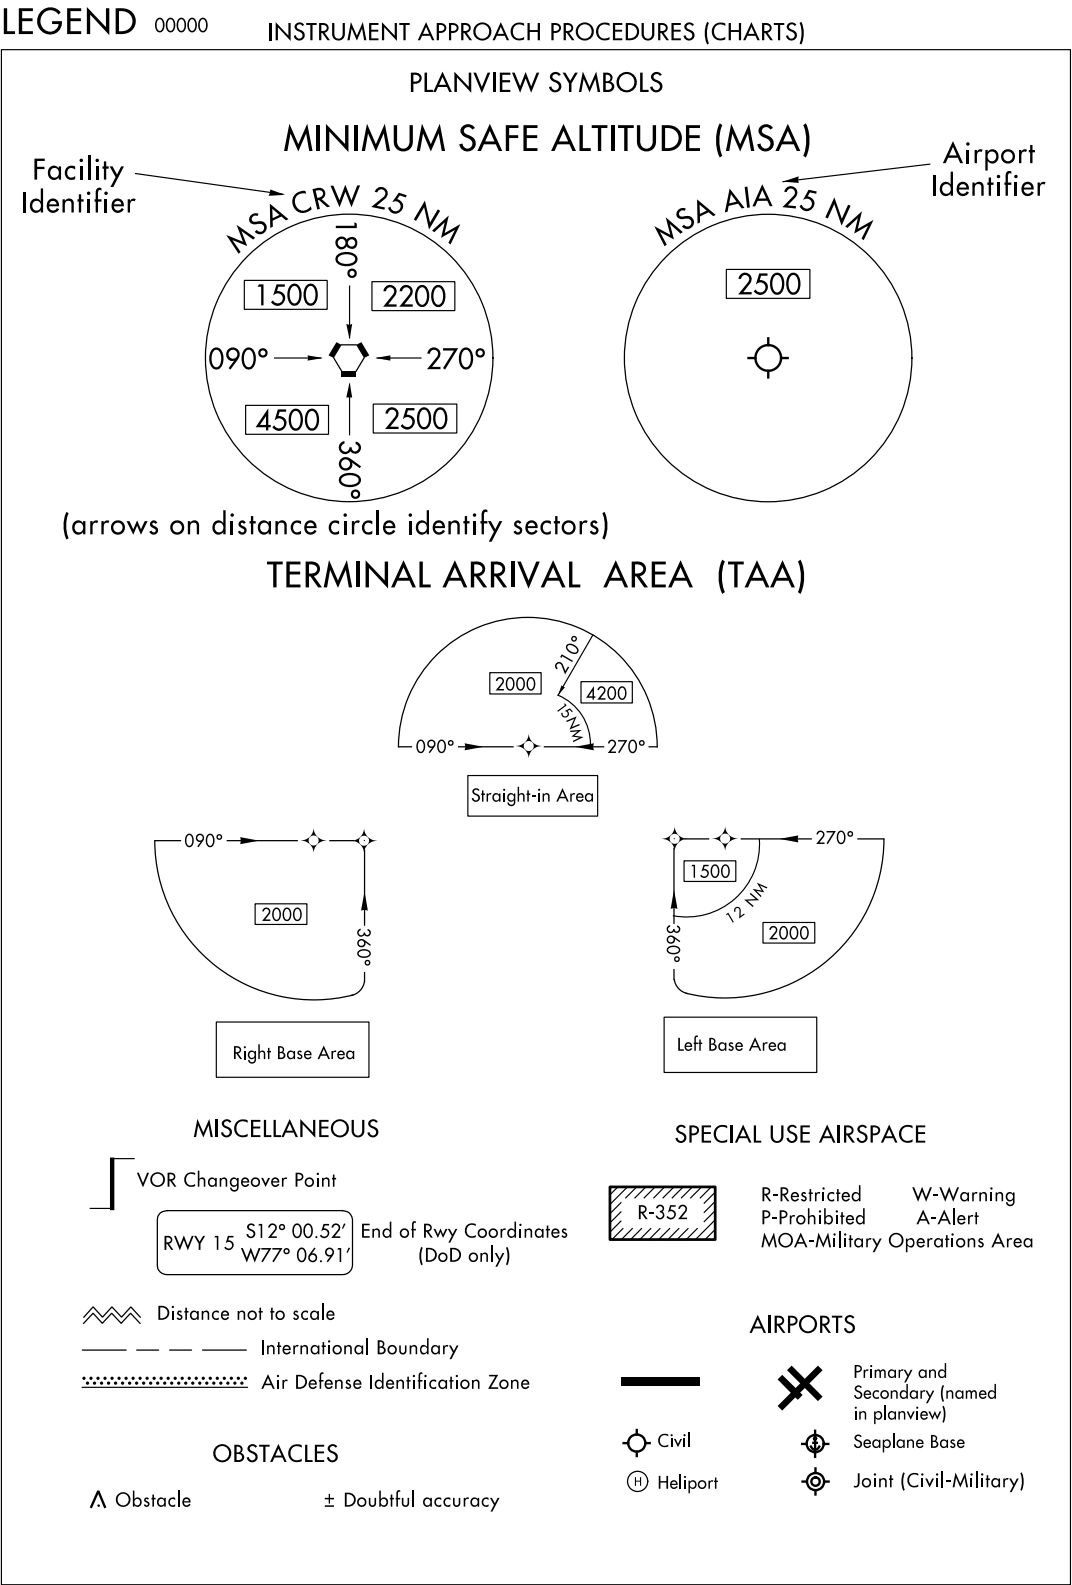 LEGEND 00000 INSTRUMENT APPROACH PROCEDURES (CHARTS)
PLANVIEW SYMBOLS
MINIMUM SAFE ALTITUDE (MSA)
Facility
Identifier
MSA CRW 25 NM
180°
1500
2200
090°
270°
4500
2500
360°
Airport
Identifier
MSA AIA 25 NM
2500
(arrows on distance circle identify sectors)
TERMINAL ARRIVAL AREA (TAA)
210°
2000
4200
15NM
090°
270°
Straight-in Area
090°
2000
360°
Right Base Area
270°
1500
12 NM
2000
360°
Left Base Area
MISCELLANEOUS
VOR Changeover Point
RWY 15
S12° 00.52'
W77° 06.91'
End of Rwy Coordinates
(DoD only)
Distance not to scale
International Boundary
Air Defense Identification Zone
OBSTACLES
Obstacle
± Doubtful accuracy
SPECIAL USE AIRSPACE
R-352
R-Restricted W-Warning
P-Prohibited A-Alert
MOA-Military Operations Area
AIRPORTS
Primary and
Secondary (named
in planview)
Civil
Seaplane Base
H
Heliport
Joint (Civil-Military)